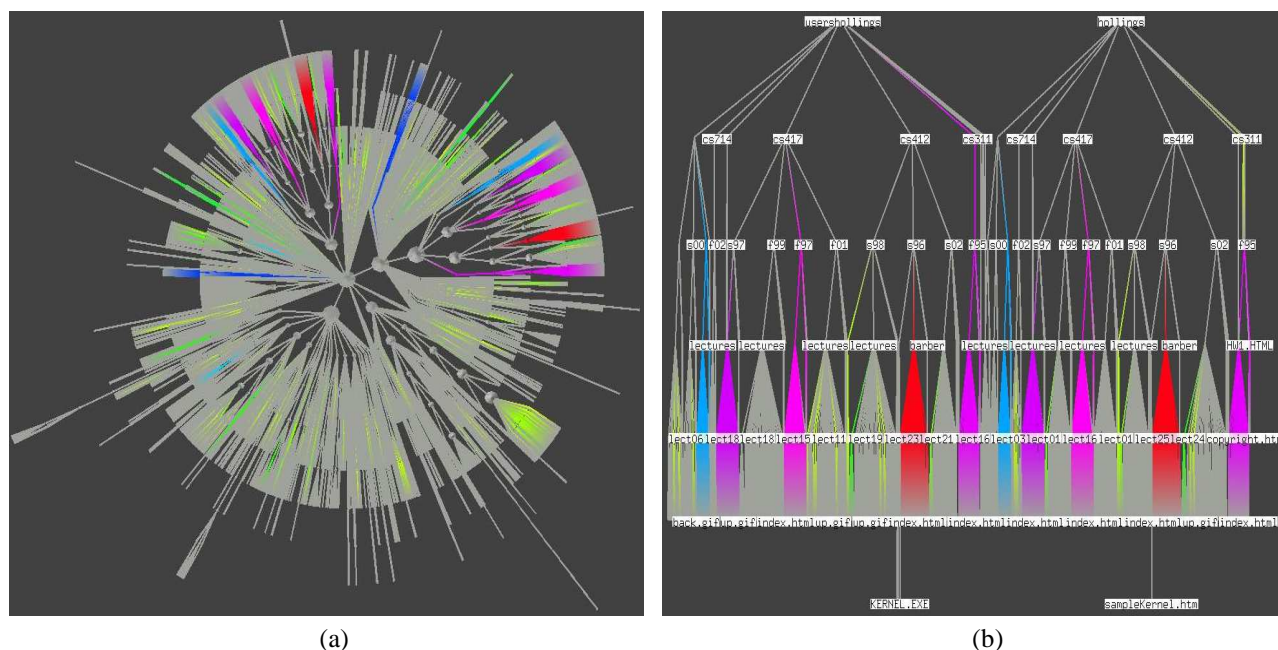 usershollings hollings
cs714 cs417 cs412 cs311 cs714 cs417 cs412 cs311
s00 f02 s97 f99 f97 f01 s98 s96 s02 f95 s00 f02 s97 f99 f97 f01 s98 s96 s02 f95
lectures lectures lectures lectures barber lectures lectures lectures lectures barber HW1.HTML
lect06 lect18 lect18 lect15 lect11 lect19 lect23 lect21 lect16 lect03 lect01 lect16 lect01 lect25 lect24 copyright.htm
back.gif up.gif index.html up.gif up.gif index.html index.html index.html index.html index.html up.gif index.html
KERNEL.EXE sampleKernel.htm
(a) (b)